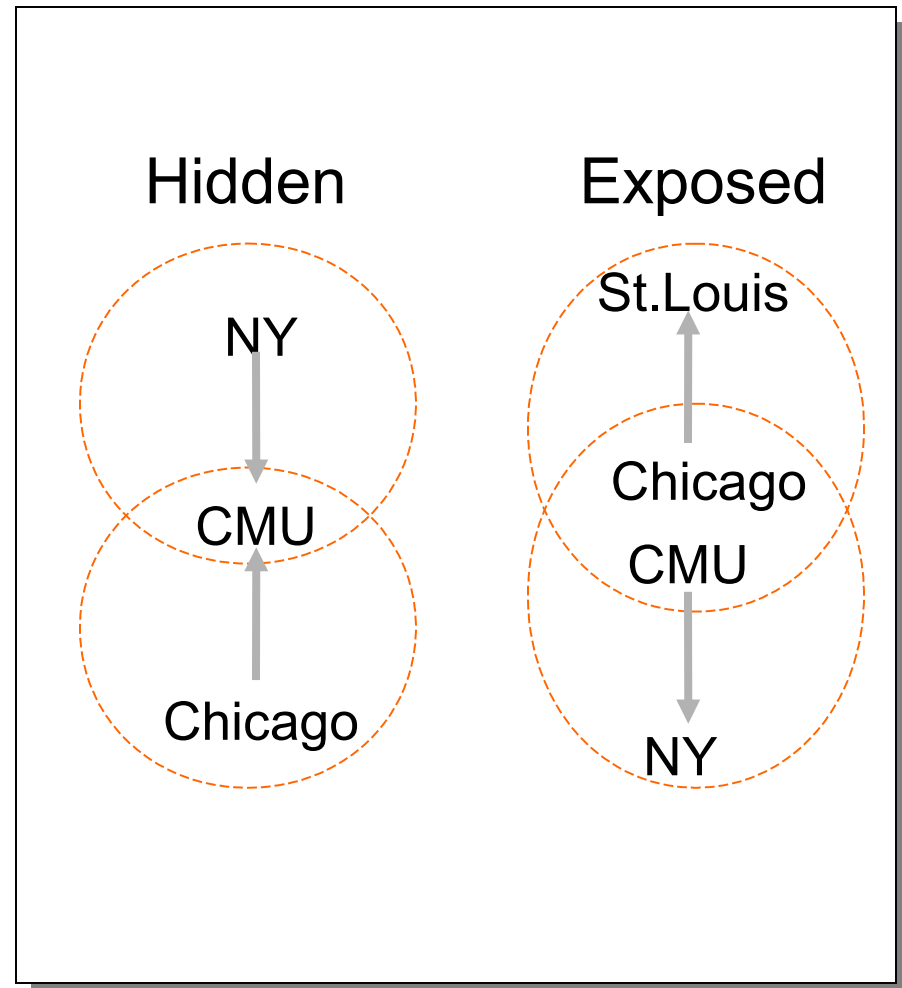 Hidden
NY
CMU
Chicago
Exposed
St.Louis
Chicago
CMU
NY